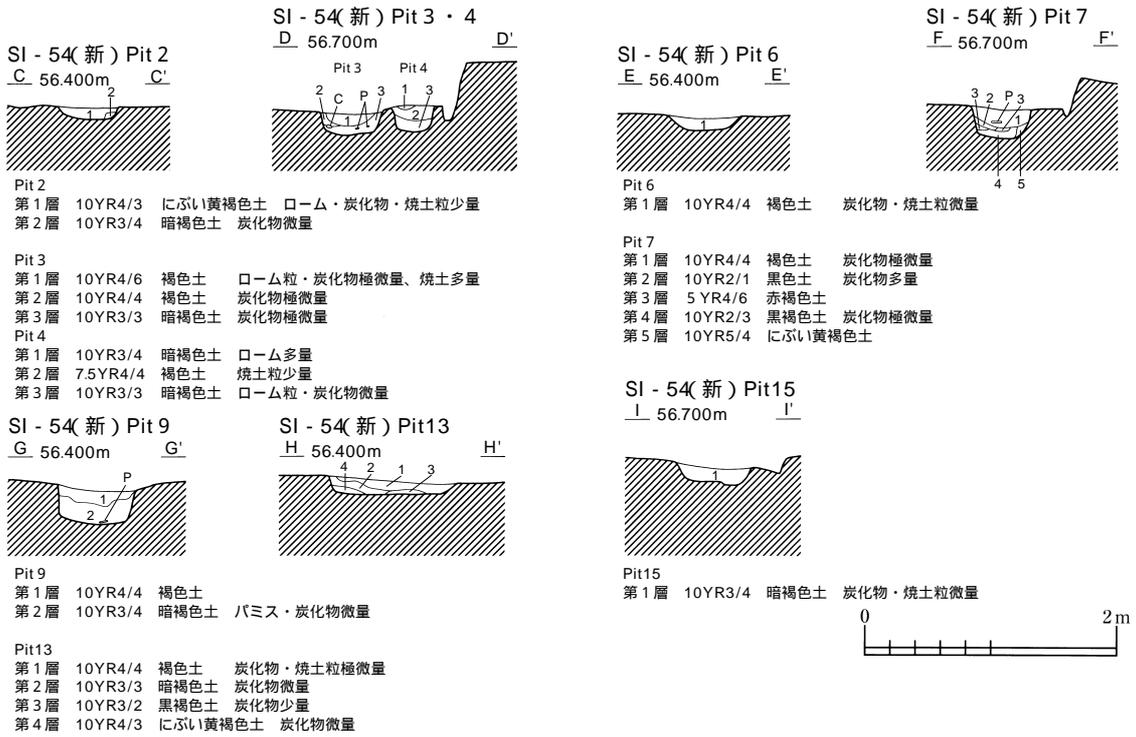 SI - 54(新)Pit 2
C 56.400m C'
2
1
SI - 54(新)Pit 3・4
D 56.700m D'
Pit 3 Pit 4
2 C P 3 1 3
1 2
SI - 54(新)Pit 6
E 56.400m E'
1
SI - 54(新)Pit 7
F 56.700m F'
3 2 P 3
1
4 5
Pit 2
第1層 10YR4/3 にぶい黄褐色土 ローム・炭化物・焼土粒少量
第2層 10YR3/4 暗褐色土 炭化物微量
Pit 3
第1層 10YR4/6 褐色土 ローム粒・炭化物極微量、焼土多量
第2層 10YR4/4 褐色土 炭化物極微量
第3層 10YR3/3 暗褐色土 炭化物極微量
Pit 4
第1層 10YR3/4 暗褐色土 ローム多量
第2層 7.5YR4/4 褐色土 焼土粒少量
第3層 10YR3/3 暗褐色土 ローム粒・炭化物微量
Pit 6
第1層 10YR4/4 褐色土 炭化物・焼土粒微量
Pit 7
第1層 10YR4/4 褐色土 炭化物極微量
第2層 10YR2/1 黒色土 炭化物多量
第3層 5YR4/6 赤褐色土
第4層 10YR2/3 黒褐色土 炭化物極微量
第5層 10YR5/4 にぶい黄褐色土
SI - 54(新)Pit 9
G 56.400m G'
P
1
2
SI - 54(新)Pit13
H 56.400m H'
4 2 1 3
SI - 54(新)Pit15
I 56.700m I'
1
Pit 9
第1層 10YR4/4 褐色土
第2層 10YR3/4 暗褐色土 パミス・炭化物微量
Pit13
第1層 10YR4/4 褐色土 炭化物・焼土粒極微量
第2層 10YR3/3 暗褐色土 炭化物微量
第3層 10YR3/2 黒褐色土 炭化物少量
第4層 10YR4/3 にぶい黄褐色土 炭化物微量
Pit15
第1層 10YR3/4 暗褐色土 炭化物・焼土粒微量
0 2m